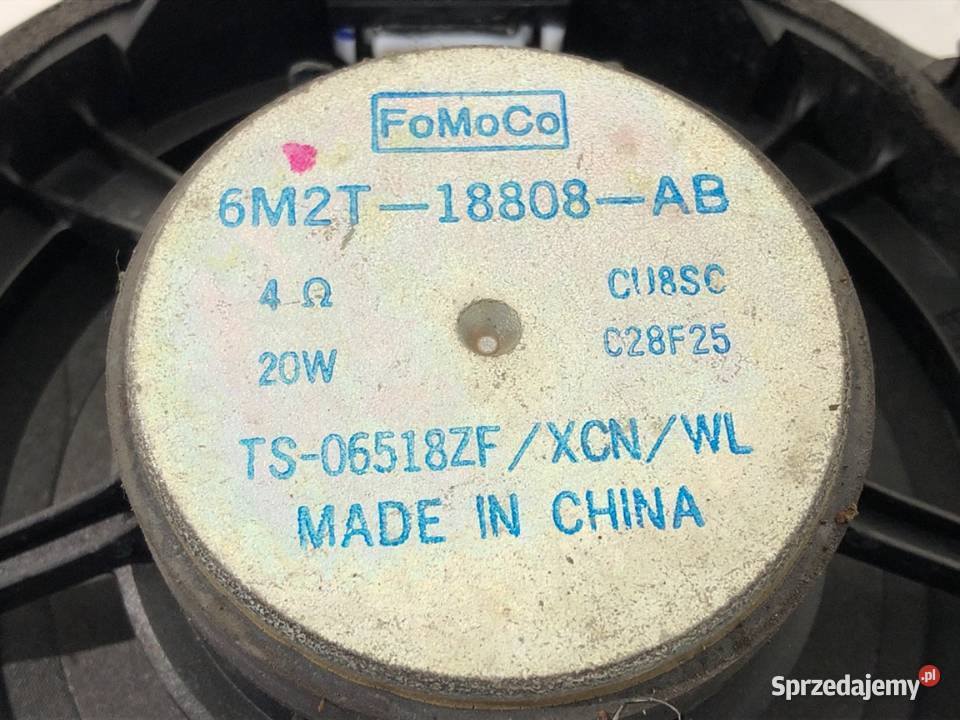 FoMoCo
6M2T-18808-AB
4 Ω CU8SC
20W C28F25
TS-06518ZF/XCN/WL
MADE IN CHINA
Sprzedajemy.pl